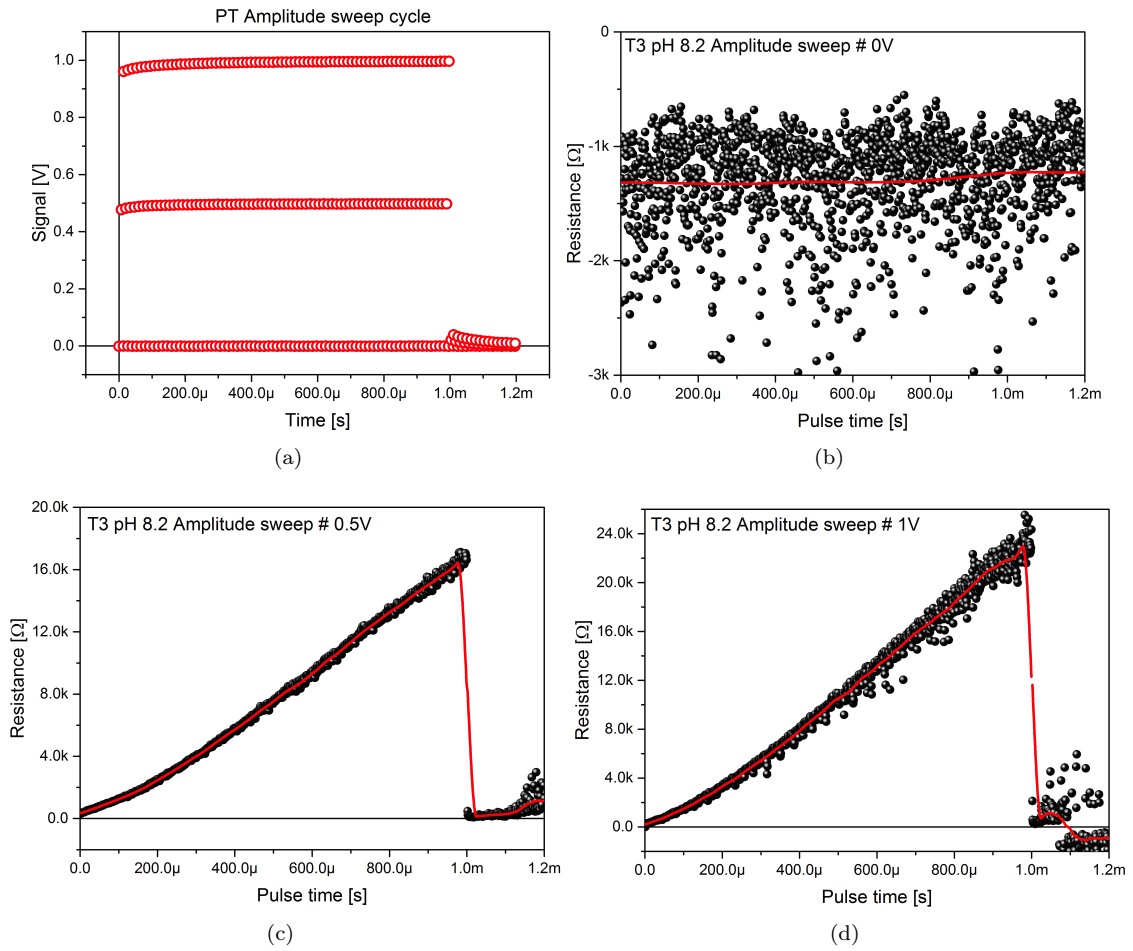 PT Amplitude sweep cycle
Signal [V]
1.0
0.8
0.6
0.4
0.2
0.0
0.0 200.0µ 400.0µ 600.0µ 800.0µ 1.0m 1.2m
Time [s]
(a)
T3 pH 8.2 Amplitude sweep # 0V
Resistance [Ω]
0
-1k
-2k
-3k
0.0 200.0µ 400.0µ 600.0µ 800.0µ 1.0m 1.2m
Pulse time [s]
(b)
T3 pH 8.2 Amplitude sweep # 0.5V
Resistance [Ω]
20.0k
16.0k
12.0k
8.0k
4.0k
0.0
0.0 200.0µ 400.0µ 600.0µ 800.0µ 1.0m 1.2m
Pulse time [s]
(c)
T3 pH 8.2 Amplitude sweep # 1V
Resistance [Ω]
24.0k
20.0k
16.0k
12.0k
8.0k
4.0k
0.0
0.0 200.0µ 400.0µ 600.0µ 800.0µ 1.0m 1.2m
Pulse time [s]
(d)